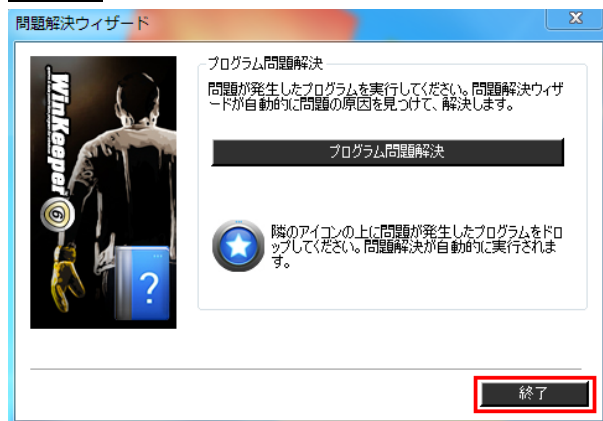 問題解決ウィザード
プログラム問題解決
問題が発生したプログラムを実行してください。問題解決ウィザ
ードが自動的に問題の原因を見つけて、解決します。
プログラム問題解決
隣のアイコンの上に問題が発生したプログラムをドロ
ップしてください。問題解決が自動的に実行されま
す。
WinKeeper
6
?
終了